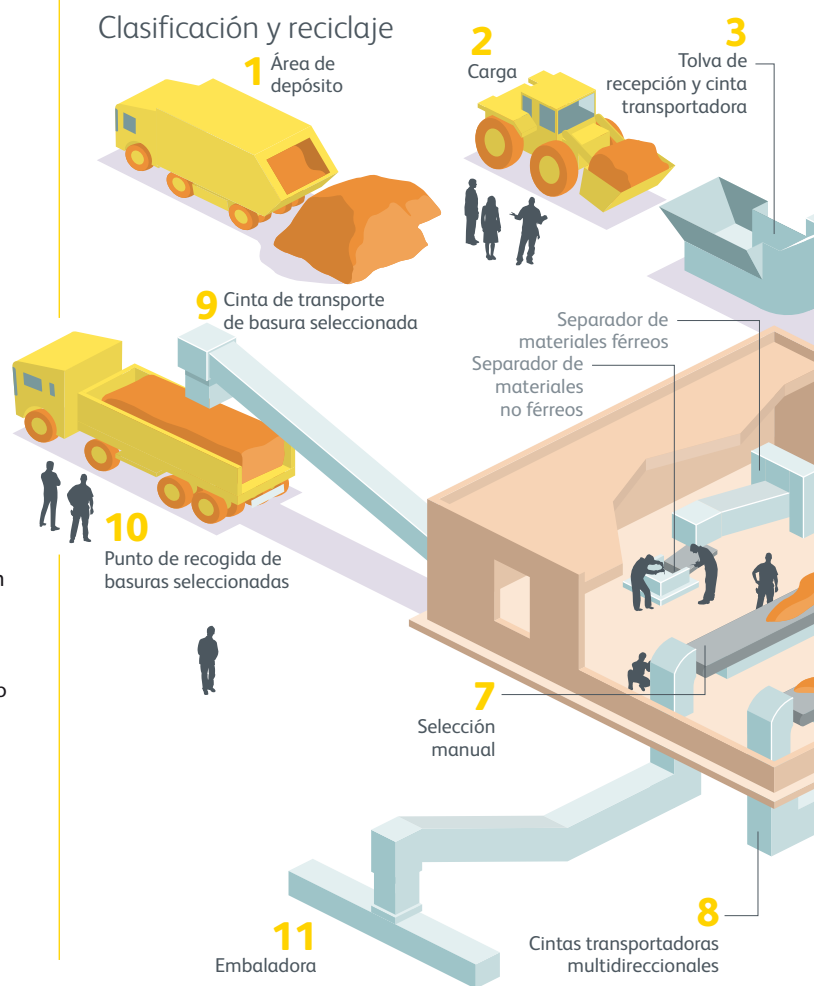 Clasificación y reciclaje
1 Área de
depósito
2
Carga
3
Tolva de
recepción y cinta
transportadora
9 Cinta de transporte
de basura seleccionada
Separador de
materiales férreos
Separador de
materiales
no férreos
10
Punto de recogida de
basuras seleccionadas
7
Selección
manual
8
Cintas transportadoras
multidireccionales
11
Embaladora